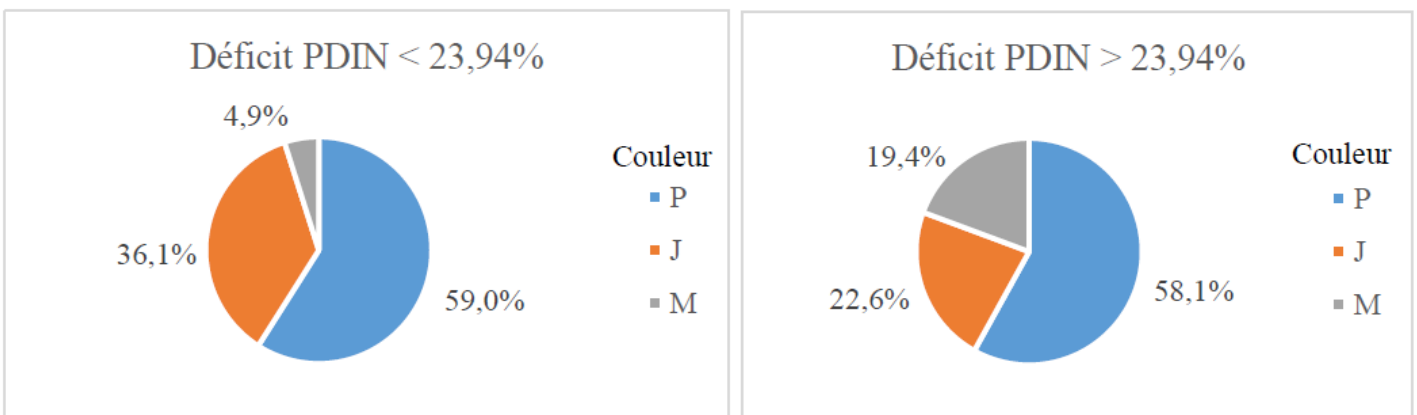 Déficit PDIN < 23,94%
4,9%
36,1%
59,0%
Couleur
P
J
M
Déficit PDIN > 23,94%
19,4%
22,6%
58,1%
Couleur
P
J
M